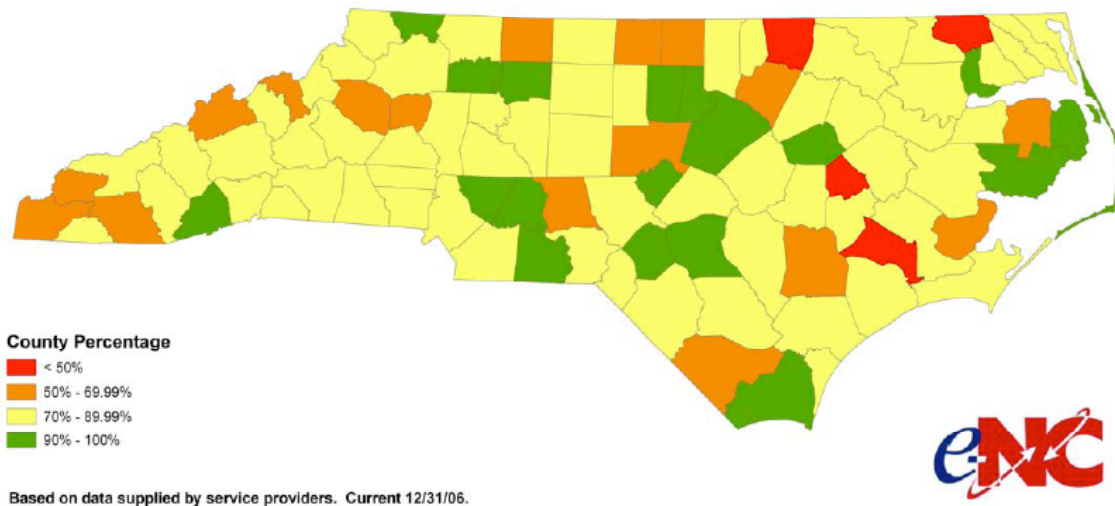 County Percentage
< 50%
50% - 69.99%
70% - 89.99%
90% - 100%
e-NC
Based on data supplied by service providers. Current 12/31/06.